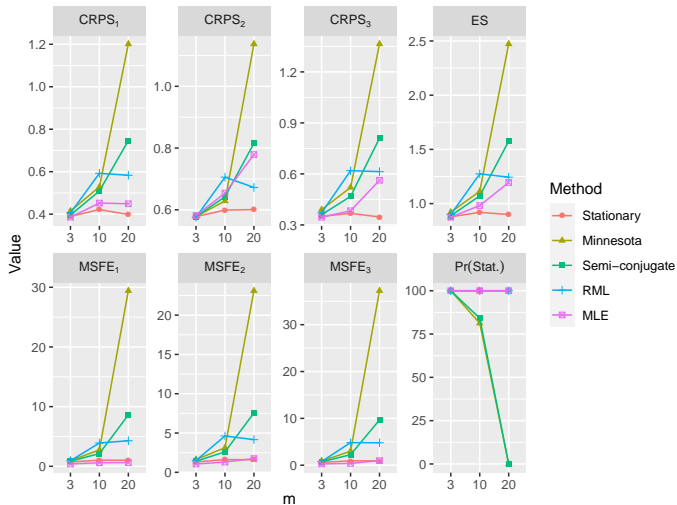 CRPS₁ CRPS₂ CRPS₃ ES
1.2 1.0 0.8 0.6 0.4
1.0 0.8 0.6
1.2 0.9 0.6 0.3
2.5 2.0 1.5 1.0
3 10 20 3 10 20 3 10 20 3 10 20
MSFE₁ MSFE₂ MSFE₃ Pr(Stat.)
30 20 10 0
20 15 10 5 0
30 20 10 0
100 75 50 25 0
3 10 20 3 10 20 3 10 20 3 10 20
m
Value
Method
Stationary
Minnesota
Semi-conjugate
RML
MLE